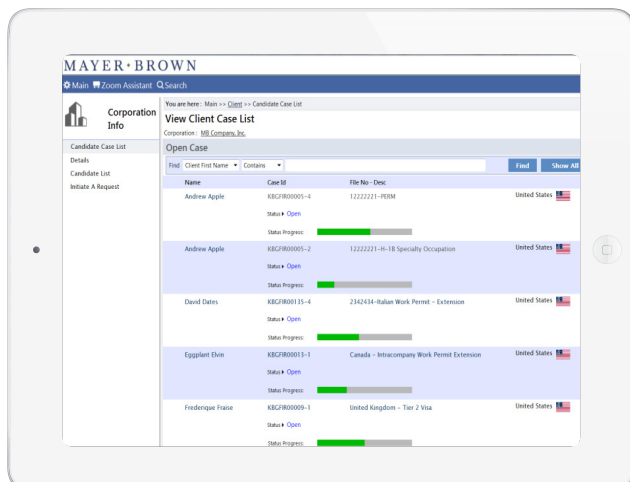 MAYER•BROWN
Main Zoom Assistant Search
Corporation Info
Candidate Case List
Details
Candidate List
Initiate A Request
You are here : Main >> Client >> Candidate Case List
View Client Case List
Corporation : MB Company, Inc.
Open Case
Find Client First Name Contains Find Show All
Name Case Id File No - Desc
Andrew Apple KBGFIR00005-4 12222221-PERM United States
Status Open
Status Progress:
Andrew Apple KBGFIR00005-2 12222221-H-1B Specialty Occupation United States
Status Open
Status Progress:
David Dates KBGFIR00135-4 2342434-Italian Work Permit - Extension United States
Status Open
Status Progress:
Eggplant Elvin KBGFIR00013-1 Canada - Intracompany Work Permit Extension United States
Status Open
Status Progress:
Frederique Fraise KBGFIR00009-1 United Kingdom - Tier 2 Visa United States
Status Open
Status Progress: